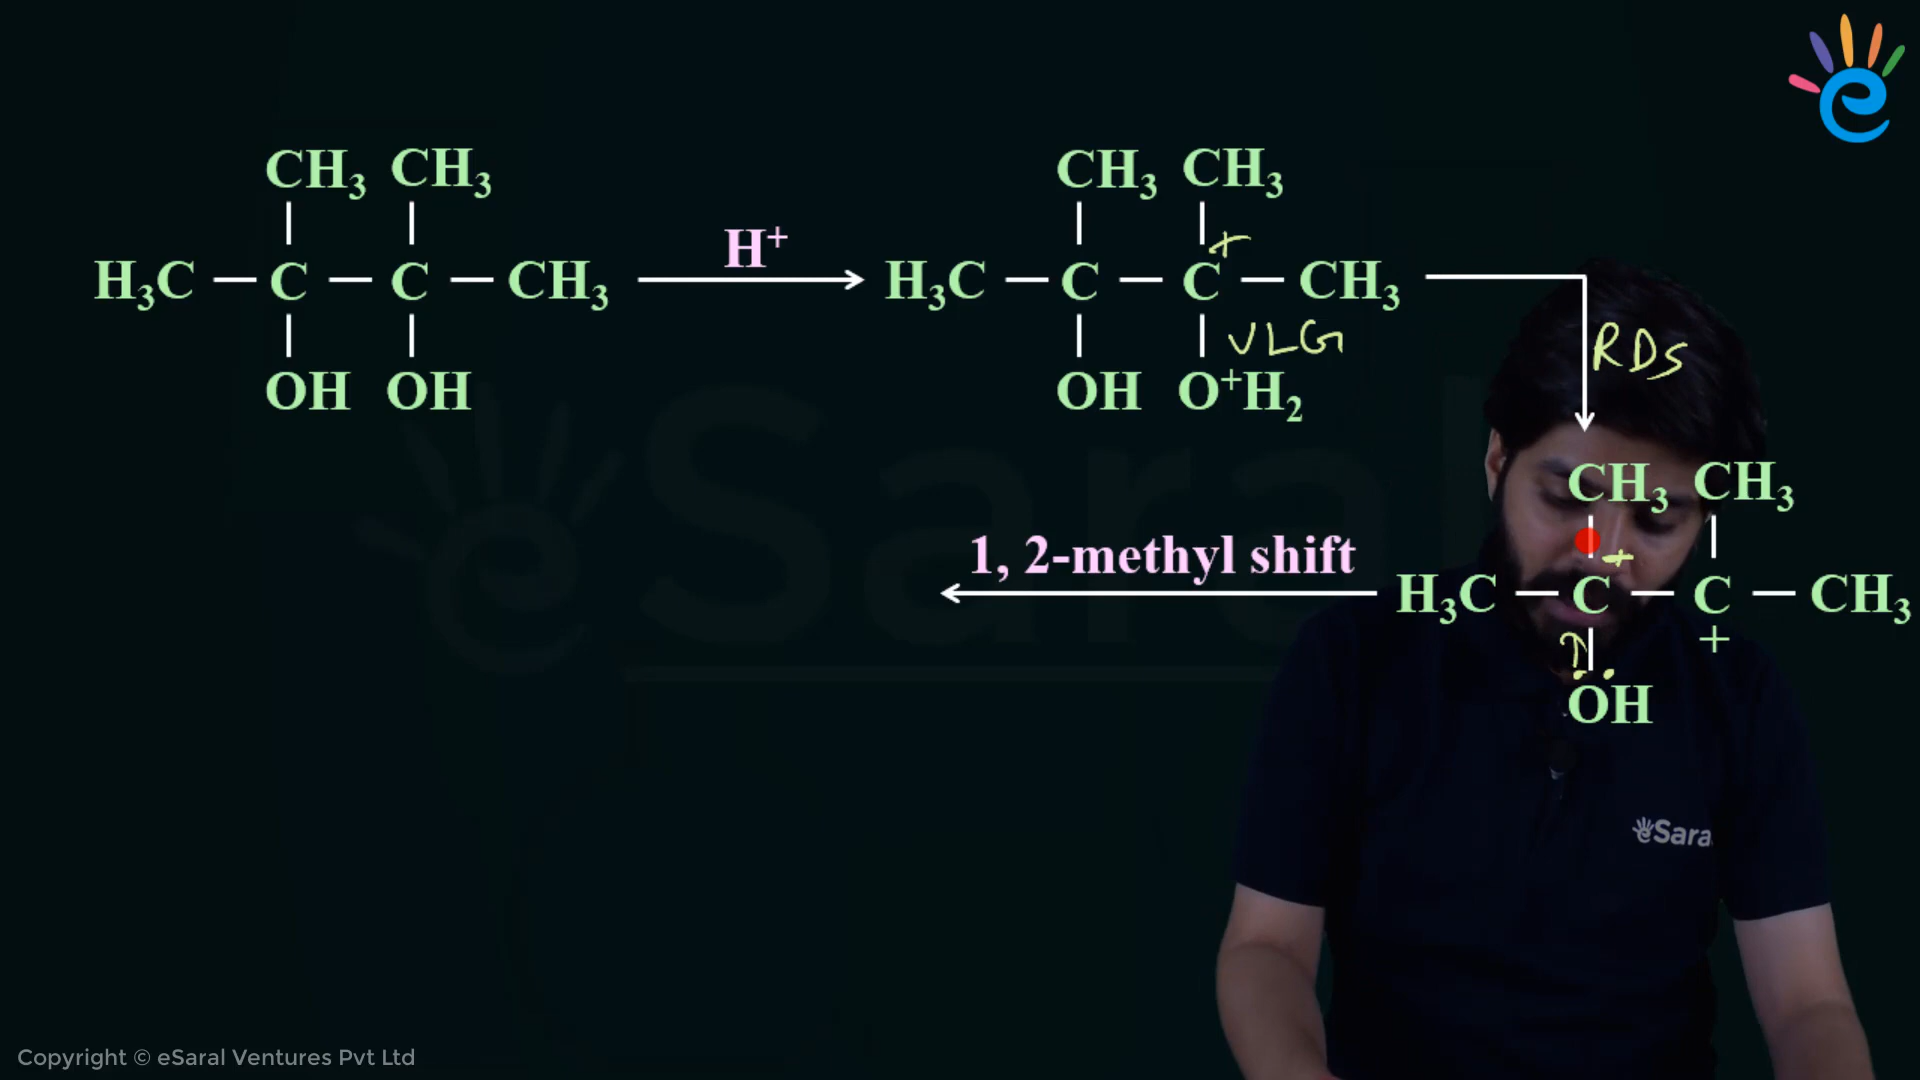 CH₃ CH₃
H₃C — C — C — CH₃
OH OH
H⁺
CH₃ CH₃
+
H₃C — C — C — CH₃
VLG
OH O⁺H₂
RDS
CH₃ CH₃
+
H₃C — C — C — CH₃
+
OH
1, 2-methyl shift
eSaral
eSara
Copyright © eSaral Ventures Pvt Ltd